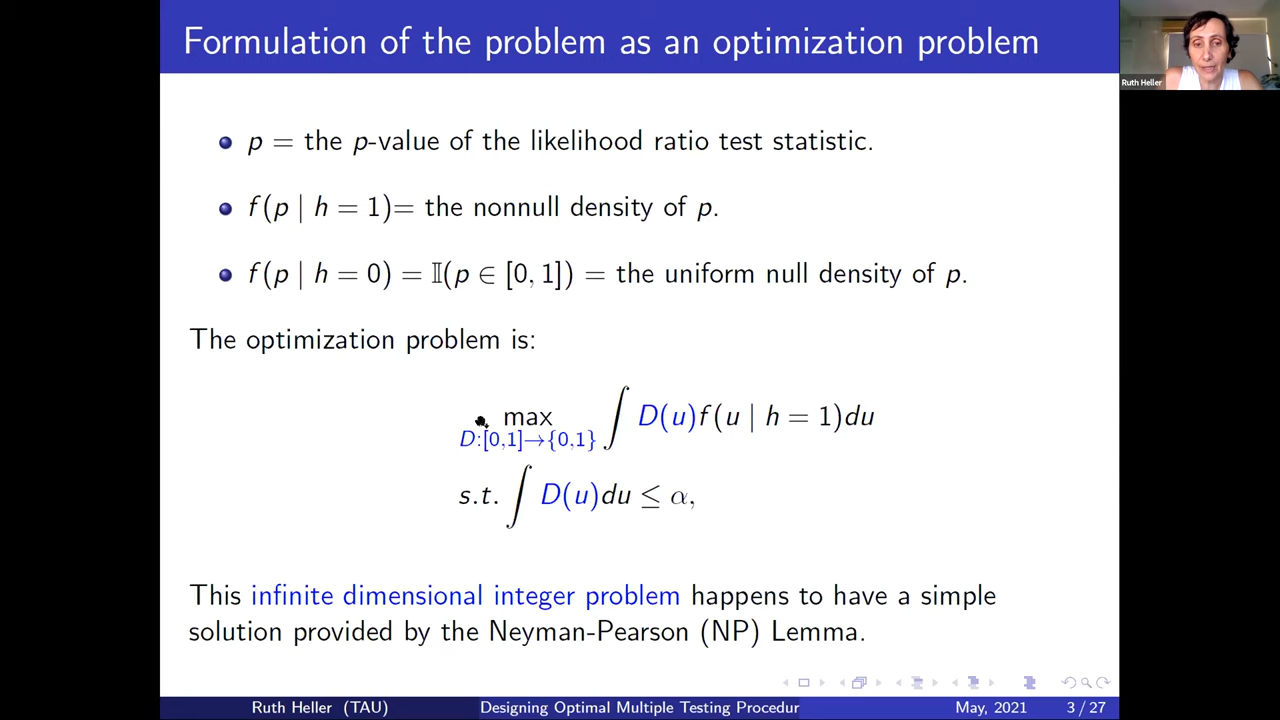 Formulation of the problem as an optimization problem
Ruth Heller
p = the p-value of the likelihood ratio test statistic.
f(p | h = 1)= the nonnull density of p.
f(p | h = 0) = 𝕀(p ∈ [0, 1]) = the uniform null density of p.
The optimization problem is:
max ∫ D(u)f(u | h = 1)du
D:[0,1]→{0,1}
s.t. ∫ D(u)du ≤ α,
This infinite dimensional integer problem happens to have a simple
solution provided by the Neyman-Pearson (NP) Lemma.
Ruth Heller (TAU) Designing Optimal Multiple Testing Procedur May, 2021 3 / 27